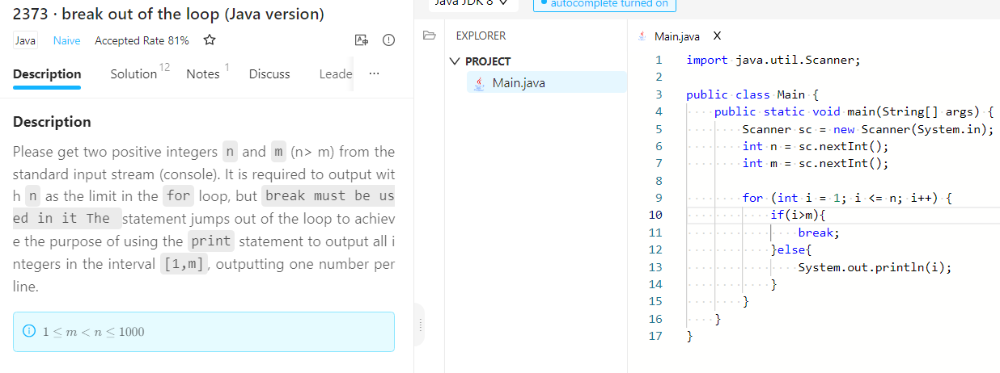 2373 · break out of the loop (Java version)
Java Naive Accepted Rate 81%
Description Solution 12 Notes 1 Discuss Leade ···
Description
Please get two positive integers n and m (n> m) from the
standard input stream (console). It is required to output wit
h n as the limit in the for loop, but break must be us
ed in it The statement jumps out of the loop to achiev
e the purpose of using the print statement to output all i
ntegers in the interval [1,m], outputting one number per
line.
1 ≤ m < n ≤ 1000
Java JDK 8
autocomplete turned on
EXPLORER
PROJECT
Main.java
Main.java X
1 import java.util.Scanner;
2
3 public class Main {
4     public static void main(String[] args) {
5         Scanner sc = new Scanner(System.in);
6         int n = sc.nextInt();
7         int m = sc.nextInt();
8
9         for (int i = 1; i <= n; i++) {
10             if(i>m){
11                 break;
12             }else{
13                 System.out.println(i);
14             }
15         }
16     }
17 }